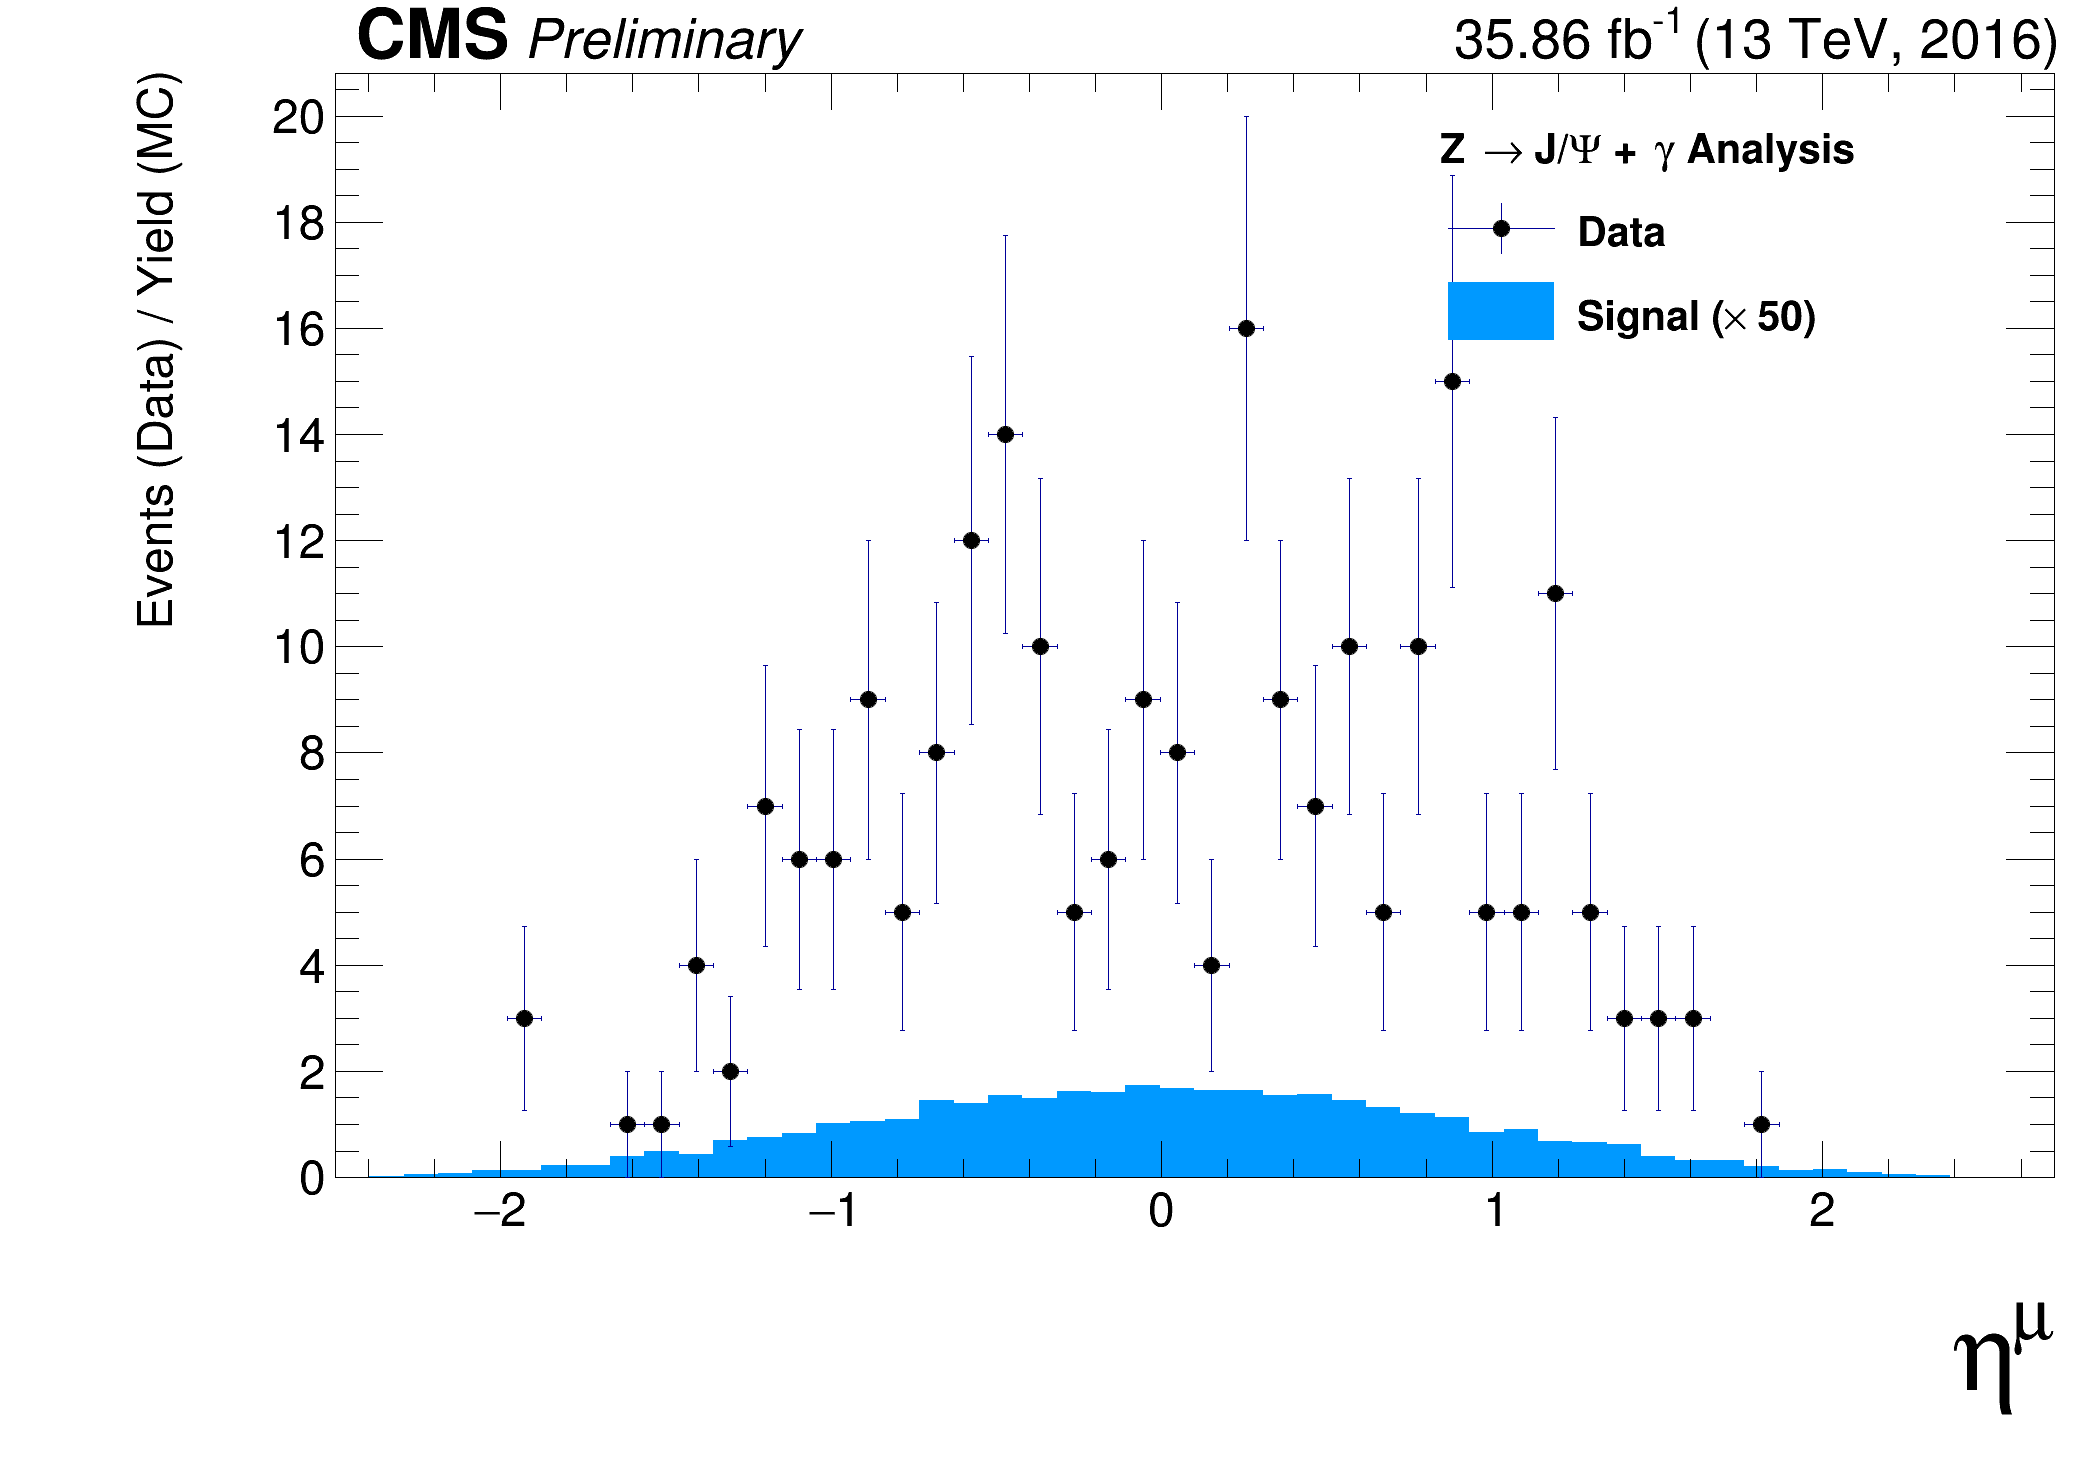 CMS Preliminary 35.86 fb⁻¹ (13 TeV, 2016)
Events (Data) / Yield (MC)
Z → J/Ψ + γ Analysis
Data
Signal (× 50)
20
18
16
14
12
10
8
6
4
2
0
−2 −1 0 1 2
η^μ